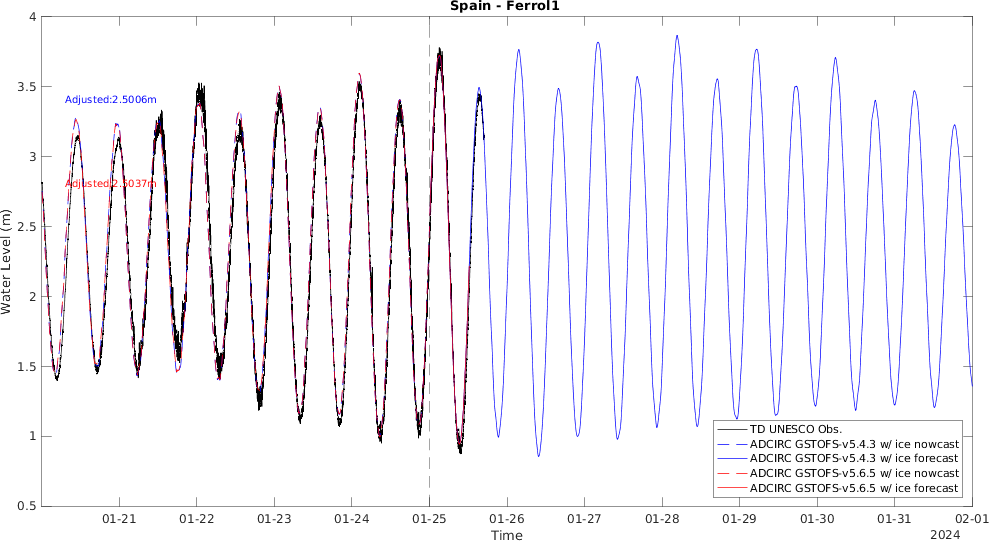 Spain - Ferrol1
4
3.5
3
2.5
2
1.5
1
0.5
Water Level (m)
Adjusted:2.5006m
Adjusted:2.5037m
TD UNESCO Obs.
ADCIRC GSTOFS-v5.4.3 w/ ice nowcast
ADCIRC GSTOFS-v5.4.3 w/ ice forecast
ADCIRC GSTOFS-v5.6.5 w/ ice nowcast
ADCIRC GSTOFS-v5.6.5 w/ ice forecast
01-21 01-22 01-23 01-24 01-25 01-26 01-27 01-28 01-29 01-30 01-31 02-01
Time
2024